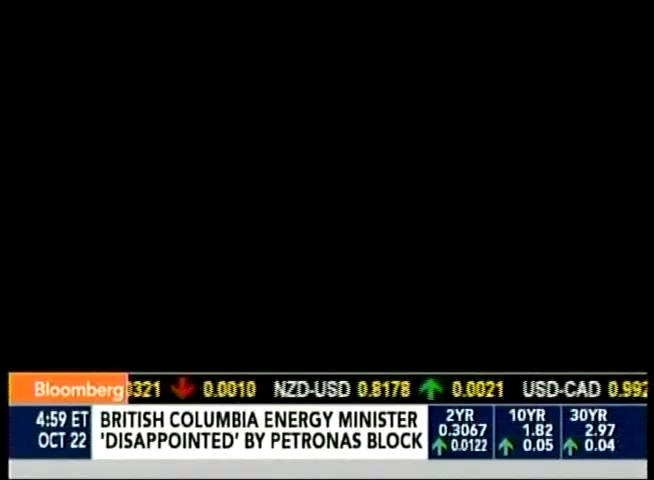 Bloomberg 0.0010 NZD-USD 0.8178 0.0021 USD-CAD
4:59 ET
OCT 22
BRITISH COLUMBIA ENERGY MINISTER
'DISAPPOINTED' BY PETRONAS BLOCK
2YR
0.3067
0.0122
10YR
1.82
0.05
30YR
2.97
0.04